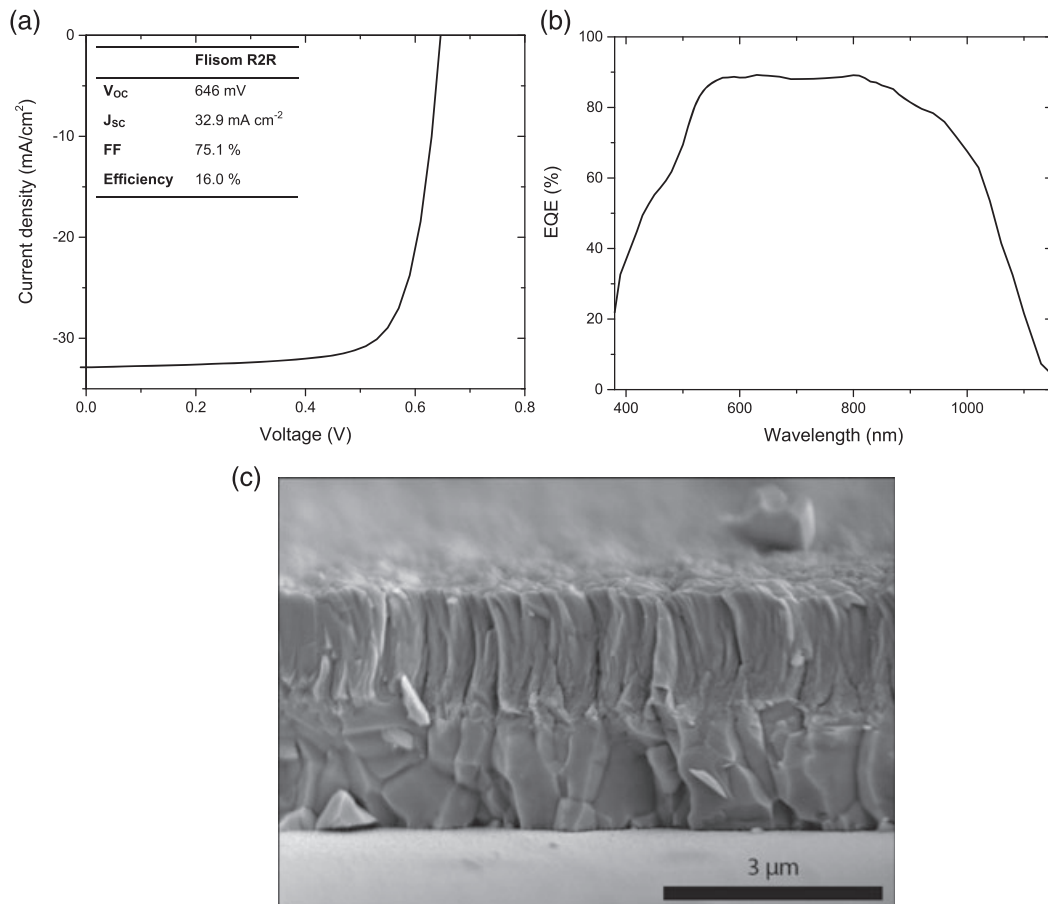 (a)
0
-10
-20
-30
0.0 0.2 0.4 0.6 0.8
Current density (mA/cm²)
Voltage (V)
Flisom R2R
V_OC 646 mV
J_SC 32.9 mA cm⁻²
FF 75.1 %
Efficiency 16.0 %
(b)
100
80
60
40
20
0
400 600 800 1000
EQE (%)
Wavelength (nm)
(c)
3 µm